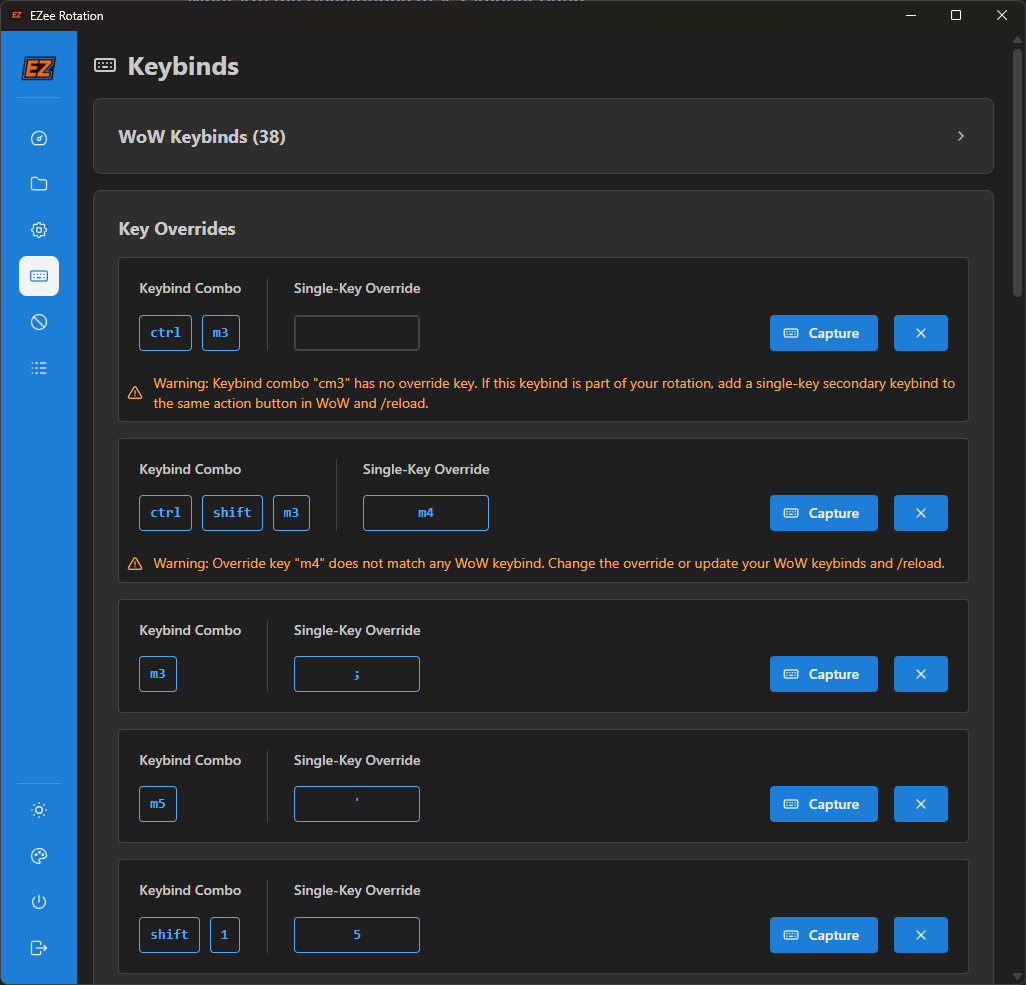 EZ EZee Rotation
EZ
Keybinds
WoW Keybinds (38)
Key Overrides
Keybind Combo Single-Key Override
ctrl m3 Capture
Warning: Keybind combo "cm3" has no override key. If this keybind is part of your rotation, add a single-key secondary keybind to
the same action button in WoW and /reload.
Keybind Combo Single-Key Override
ctrl shift m3 m4 Capture
Warning: Override key "m4" does not match any WoW keybind. Change the override or update your WoW keybinds and /reload.
Keybind Combo Single-Key Override
m3 ; Capture
Keybind Combo Single-Key Override
m5 ' Capture
Keybind Combo Single-Key Override
shift 1 5 Capture